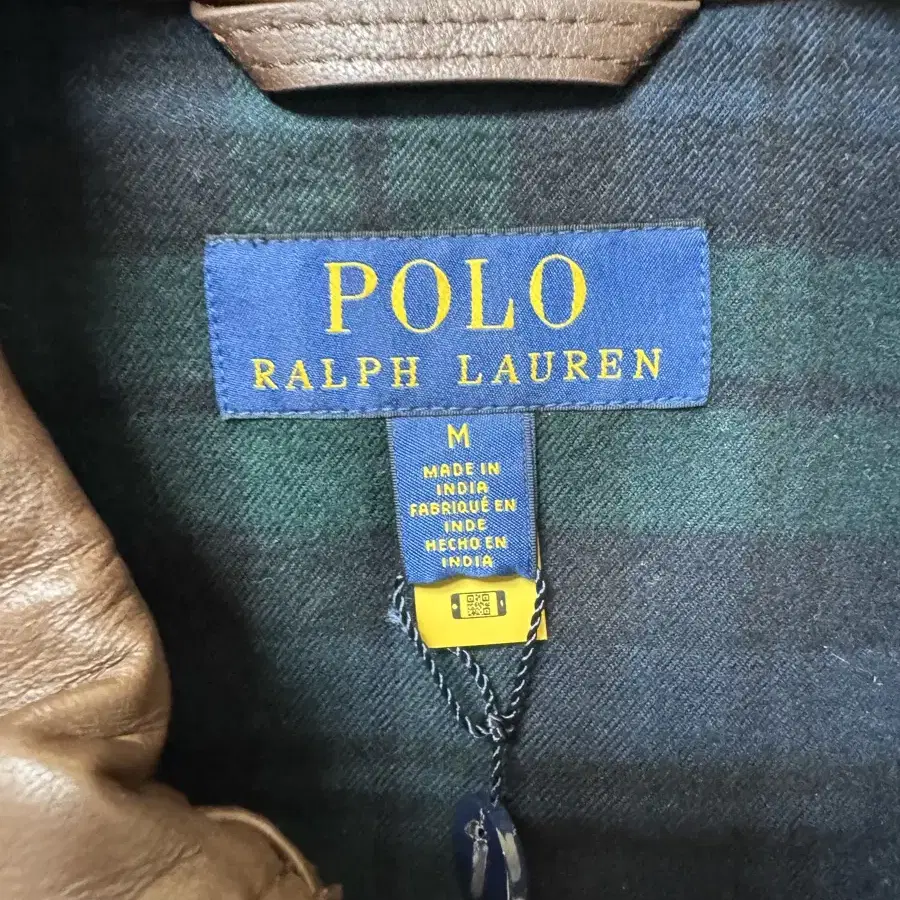 POLO
RALPH LAUREN
M
MADE IN
INDIA
FABRIQUÉ EN
INDE
HECHO EN
INDIA